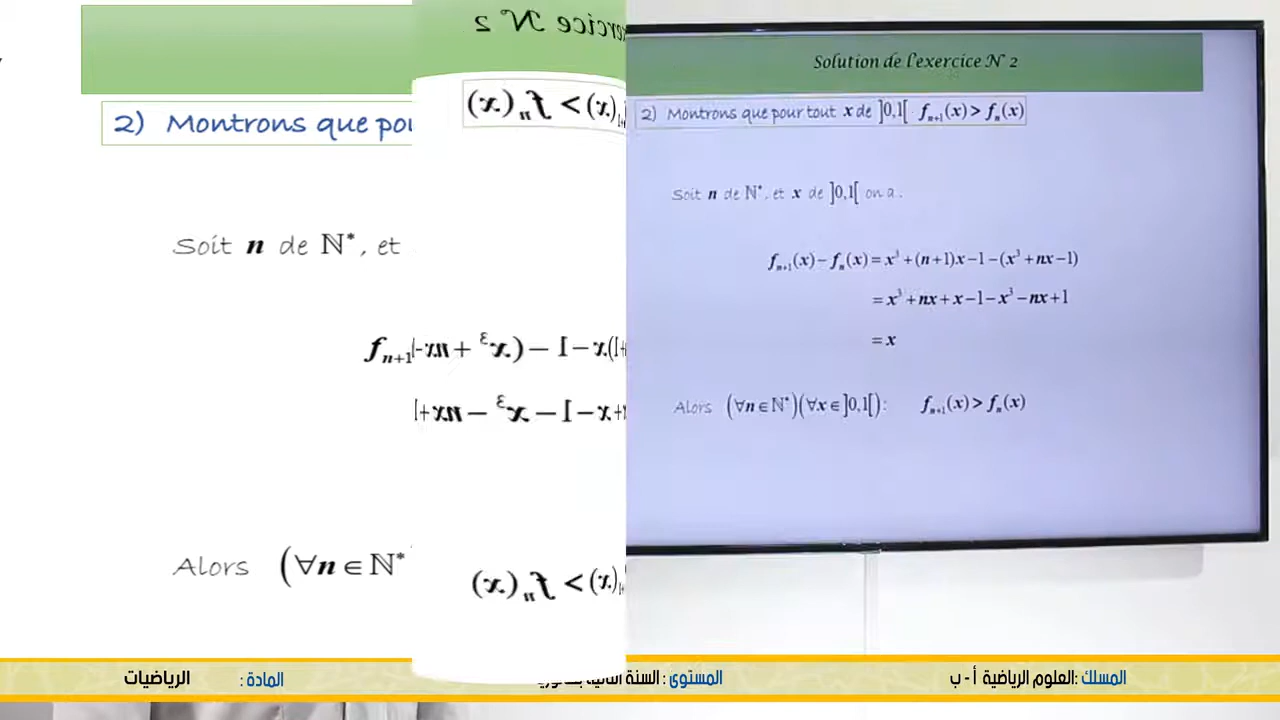 Solution de l'exercice N° 2
2) Montrons que pour tout x de ]0,1[ f_{n+1}(x) > f_n(x)
Soit n de ℕ*, et x de ]0,1[ on a.
f_{n+1}(x) − f_n(x) = x³ + (n+1)x − 1 − (x³ + nx − 1)
= x³ + nx + x − 1 − x³ − nx + 1
= x
Alors (∀n ∈ ℕ*)(∀x ∈ ]0,1[): f_{n+1}(x) > f_n(x)
2) Montrons que
Soit n de ℕ*, et
f_{n+1}
Alors (∀n ∈ ℕ*
المسلك :العلوم الرياضية أ - ب
المستوى : السنة
المادة : الرياضيات